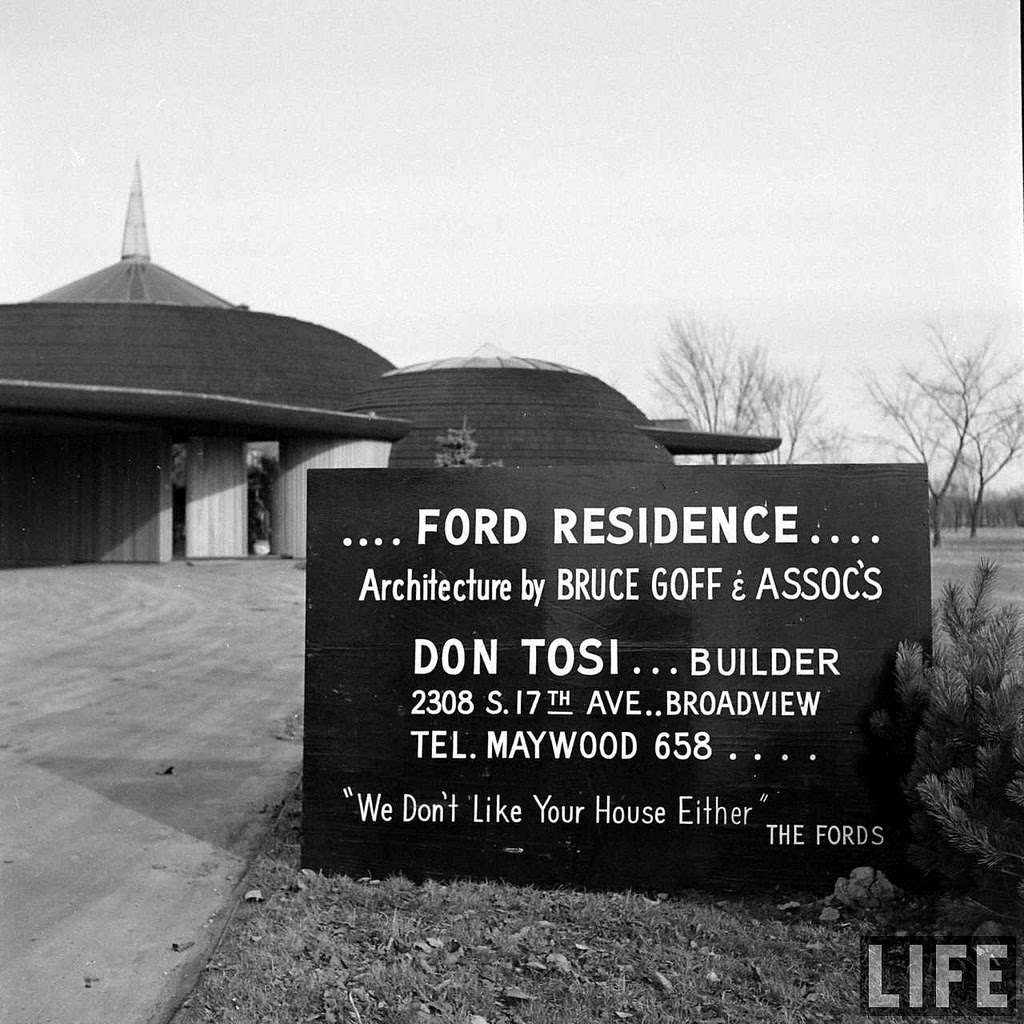 .... FORD RESIDENCE ....
Architecture by BRUCE GOFF & ASSOC'S
DON TOSI ... BUILDER
2308 S. 17TH AVE.. BROADVIEW
TEL. MAYWOOD 658 ....
"We Don't Like Your House Either"
THE FORDS
LIFE